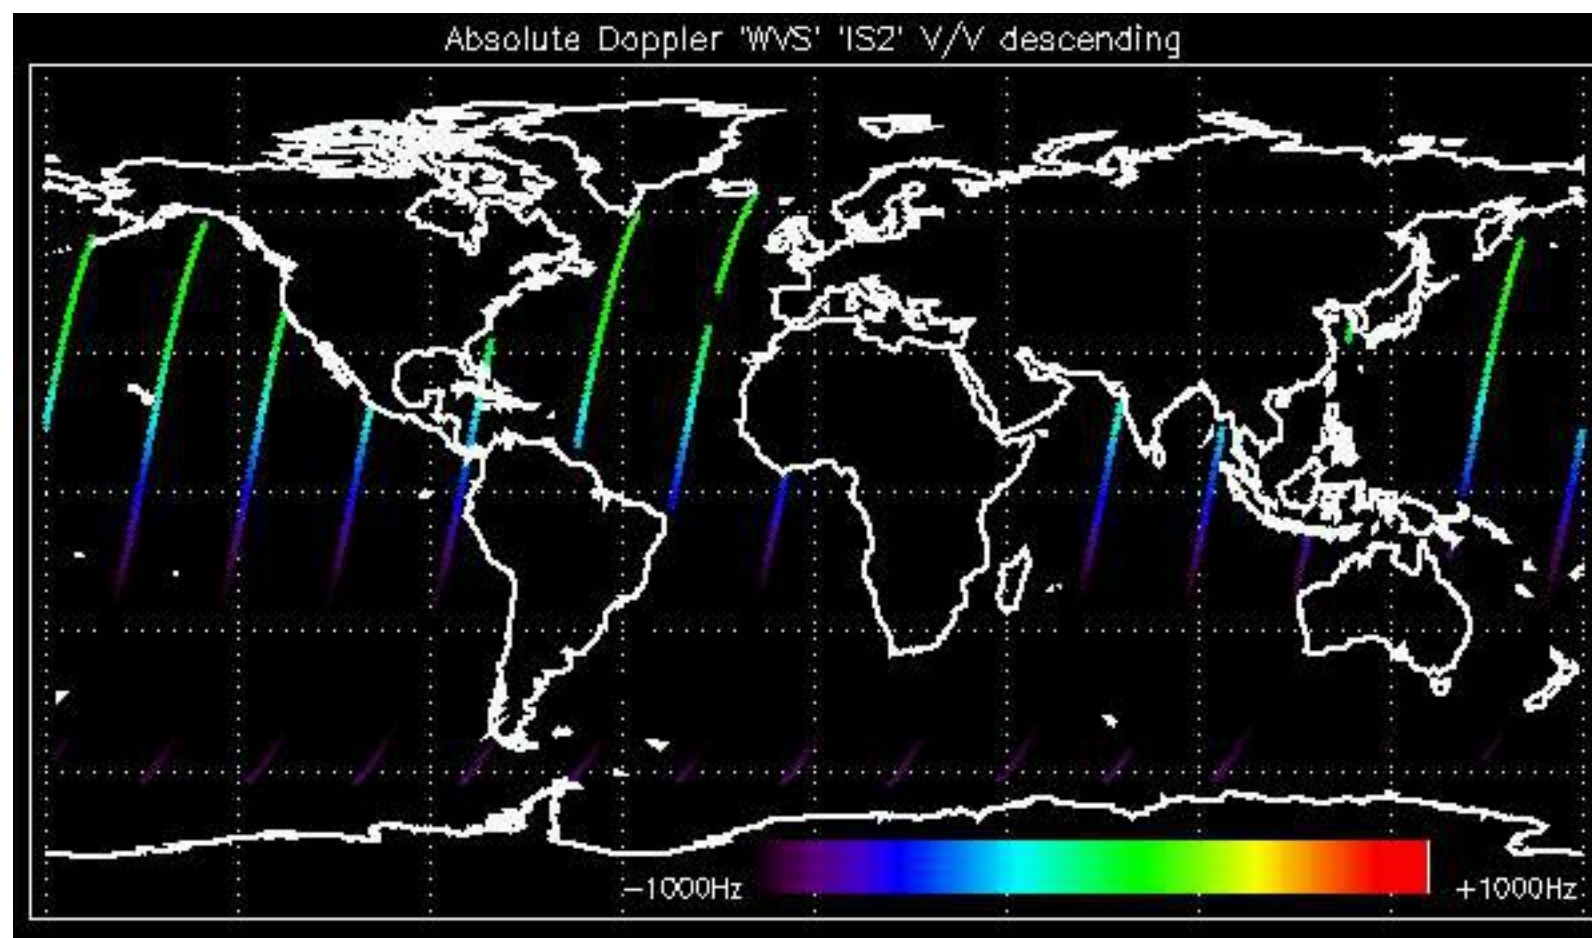 Absolute Doppler 'WVS' 'IS2' V/V descending
−1000Hz
+1000Hz